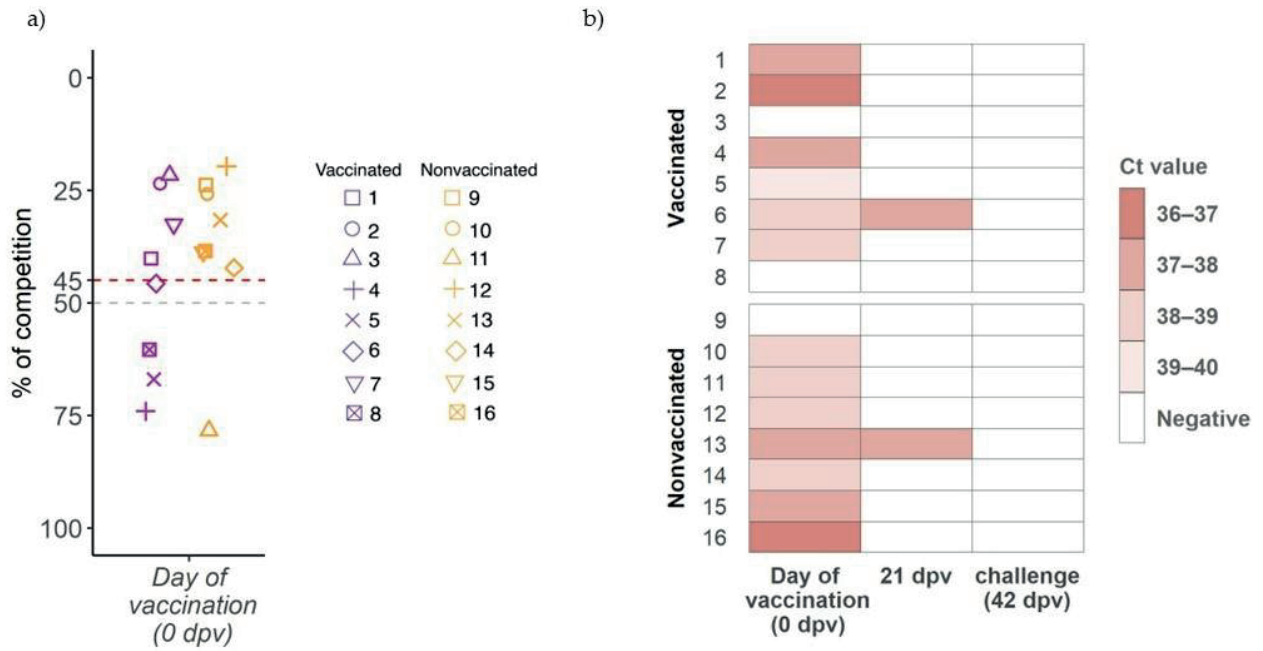 a)
0
25
45
50
75
100
% of competition
Day of
vaccination
(0 dpv)
Vaccinated Nonvaccinated
1 9
2 10
3 11
4 12
5 13
6 14
7 15
8 16
b)
Vaccinated
1
2
3
4
5
6
7
8
Nonvaccinated
9
10
11
12
13
14
15
16
Day of
vaccination
(0 dpv)
21 dpv
challenge
(42 dpv)
Ct value
36–37
37–38
38–39
39–40
Negative